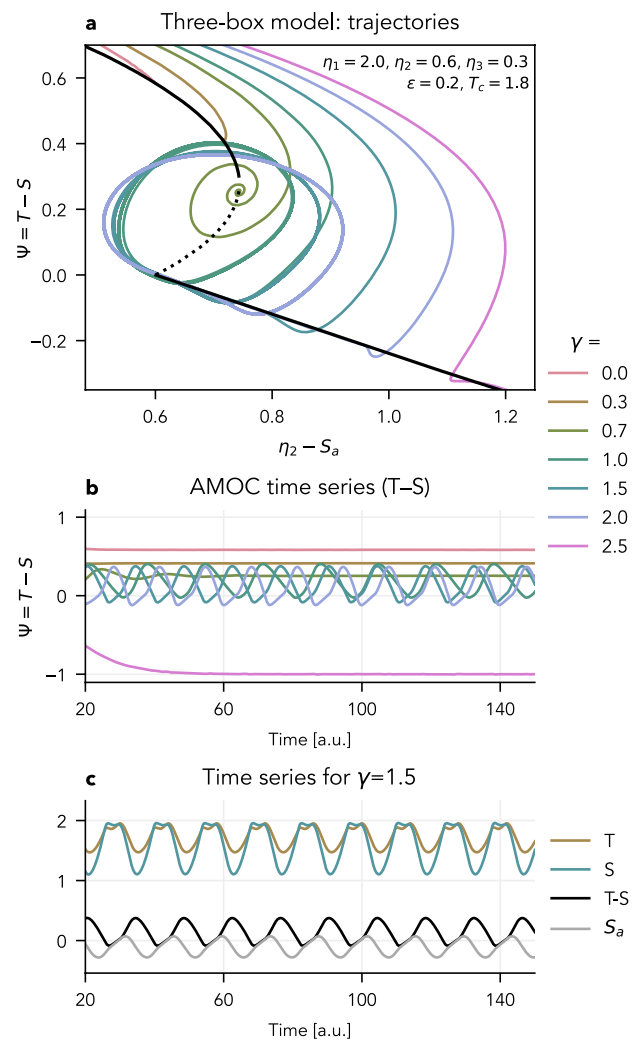 Three-box model: trajectories
a
η₁ = 2.0, η₂ = 0.6, η₃ = 0.3
ε = 0.2, T_c = 1.8
0.6
0.4
0.2
0.0
−0.2
Ψ = T − S
0.6
0.8
1.0
1.2
η₂ − Sₐ
γ =
0.0
0.3
0.7
1.0
1.5
2.0
2.5
b
AMOC time series (T–S)
1
0
−1
Ψ = T − S
20
60
100
140
Time [a.u.]
c
Time series for γ=1.5
2
1
0
20
60
100
140
Time [a.u.]
T
S
T-S
Sₐ